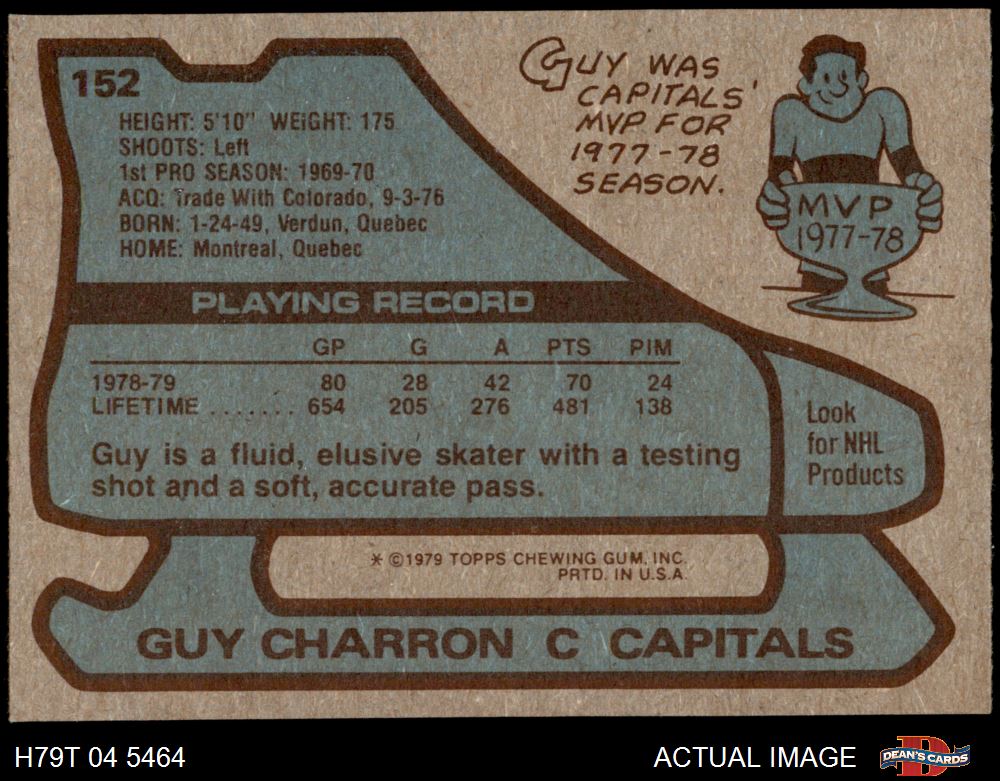 152
HEIGHT: 5'10" WEIGHT: 175
SHOOTS: Left
1st PRO SEASON: 1969-70
ACQ: Trade With Colorado, 9-3-76
BORN: 1-24-49, Verdun, Quebec
HOME: Montreal, Quebec
GUY WAS
CAPITALS'
MVP FOR
1977-78
SEASON.
MVP
1977-78
PLAYING RECORD
GP G A PTS PIM
1978-79 80 28 42 70 24
LIFETIME ....... 654 205 276 481 138
Guy is a fluid, elusive skater with a testing
shot and a soft, accurate pass.
Look
for NHL
Products
* ©1979 TOPPS CHEWING GUM, INC.
PRTD. IN U.S.A.
GUY CHARRON C CAPITALS
H79T 04 5464
ACTUAL IMAGE
DEAN'S CARDS